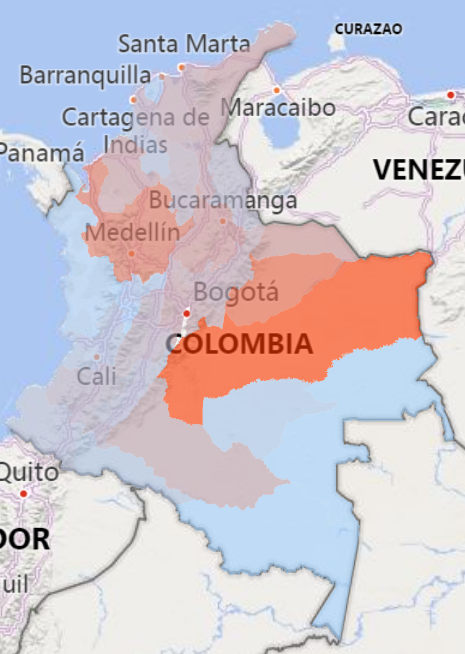 CURAZAO
Santa Marta
Barranquilla
Maracaibo
Cartagena de
Indias
Carac
Panamá
VENEZU
Bucaramanga
Medellín
Bogotá
COLOMBIA
Cali
Quito
DOR
uil